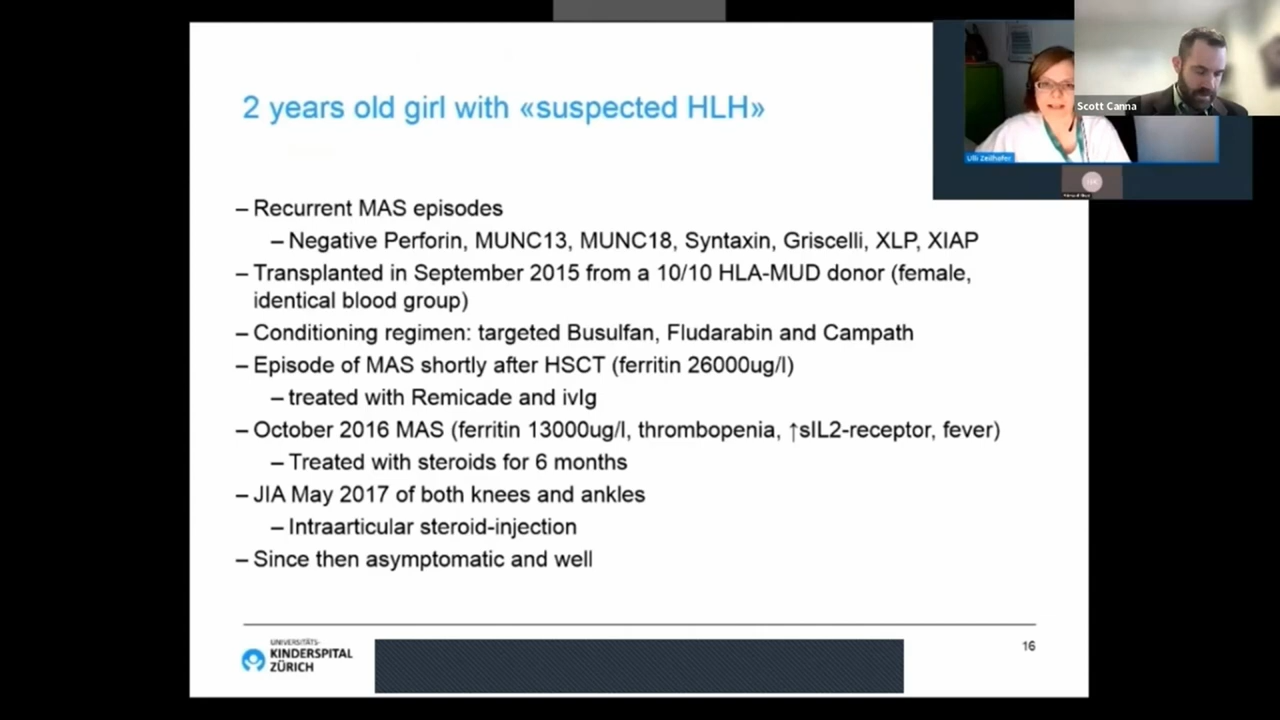 2 years old girl with «suspected HLH»
Scott Canna
Ulli Zeilhofer
– Recurrent MAS episodes
– Negative Perforin, MUNC13, MUNC18, Syntaxin, Griscelli, XLP, XIAP
– Transplanted in September 2015 from a 10/10 HLA-MUD donor (female,
identical blood group)
– Conditioning regimen: targeted Busulfan, Fludarabin and Campath
– Episode of MAS shortly after HSCT (ferritin 26000ug/l)
– treated with Remicade and ivIg
– October 2016 MAS (ferritin 13000ug/l, thrombopenia, ↑sIL2-receptor, fever)
– Treated with steroids for 6 months
– JIA May 2017 of both knees and ankles
– Intraarticular steroid-injection
– Since then asymptomatic and well
UNIVERSITÄTS-
KINDERSPITAL
ZÜRICH
16